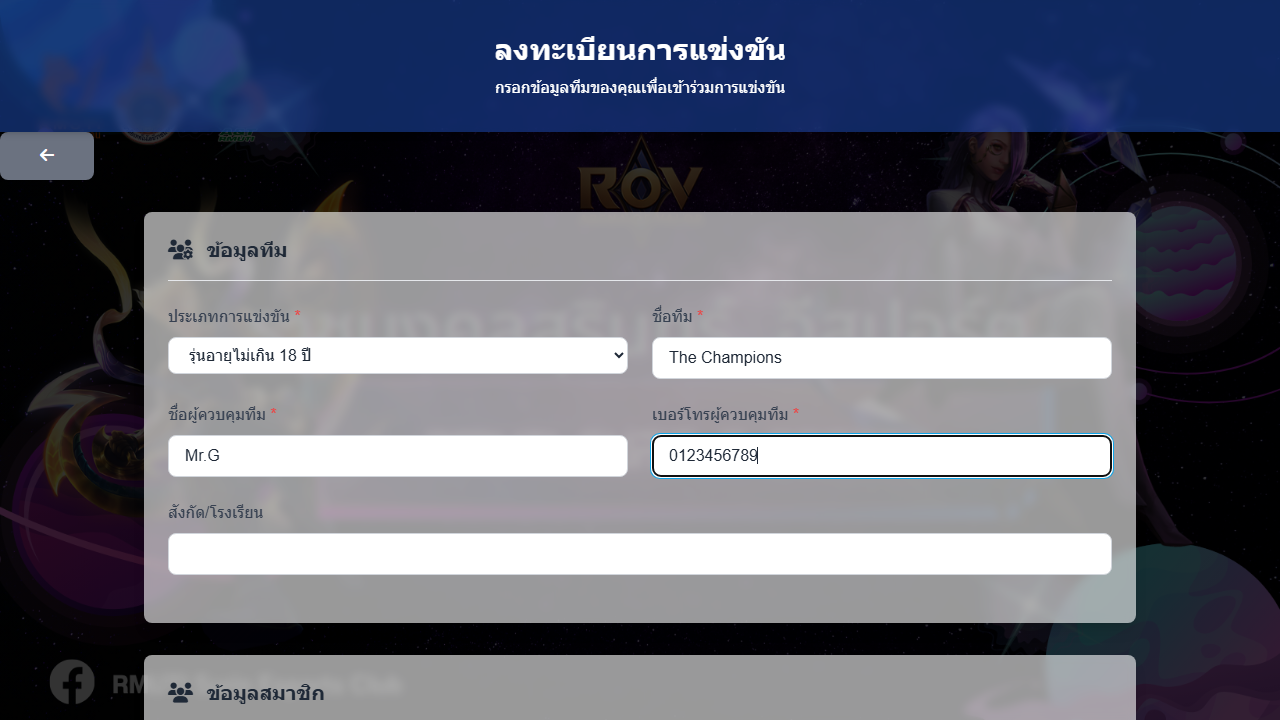 ลงทะเบียนการแข่งขัน
กรอกข้อมูลทีมของคุณเพื่อเข้าร่วมการแข่งขัน
ROV
ข้อมูลทีม
ประเภทการแข่งขัน *
ชื่อทีม *
รุ่นอายุไม่เกิน 18 ปี
The Champions
ชื่อผู้ควบคุมทีม *
เบอร์โทรผู้ควบคุมทีม *
Mr.G
0123456789
สังกัด/โรงเรียน
ข้อมูลสมาชิก